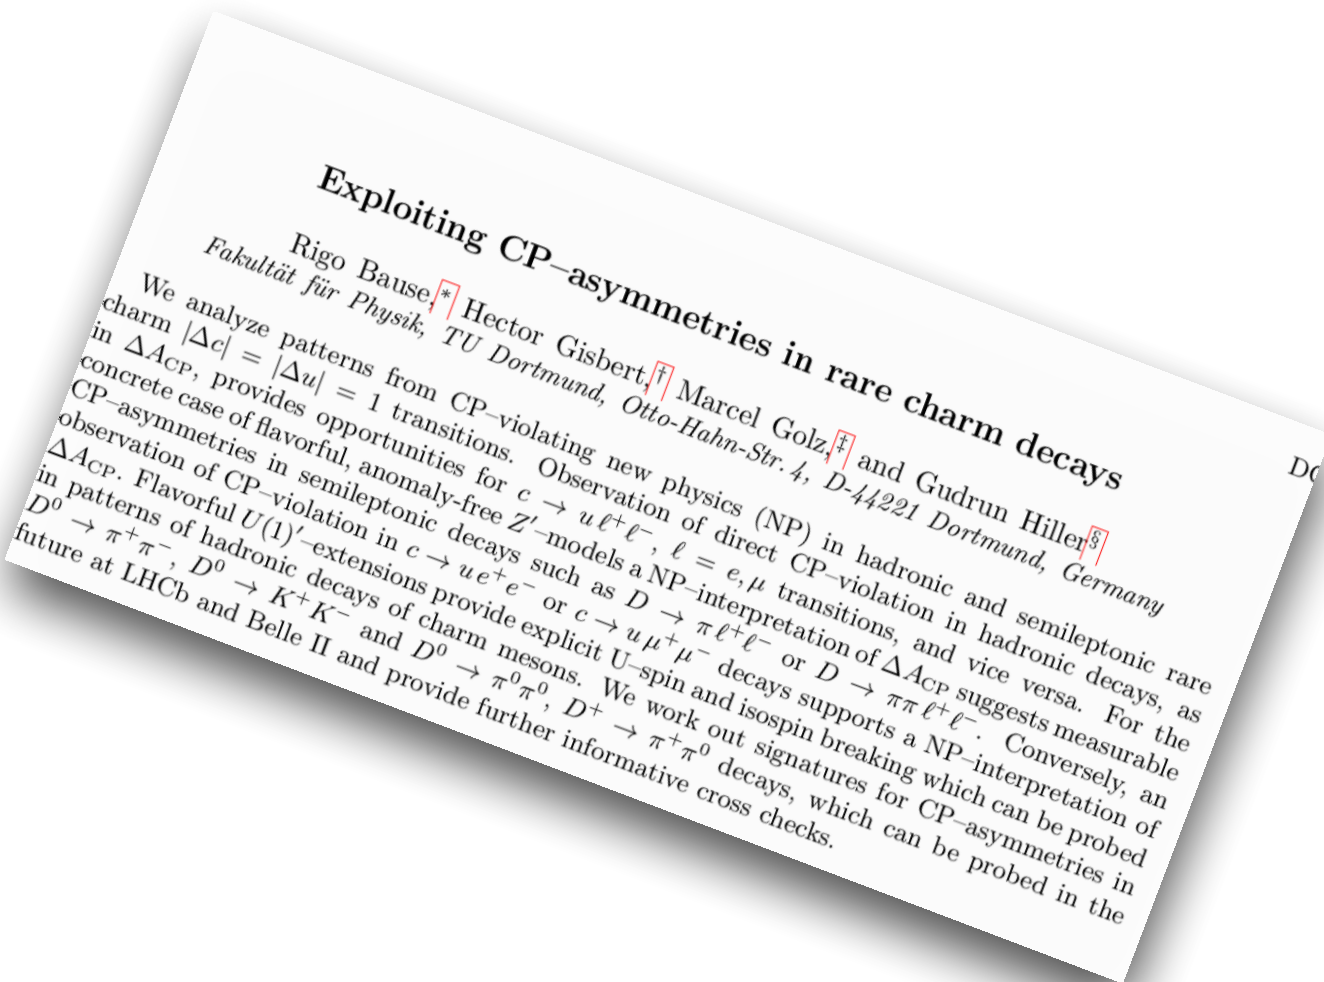 DO
Exploiting CP–asymmetries in rare charm decays
Rigo Bause,* Hector Gisbert,† Marcel Golz,‡ and Gudrun Hiller§
Fakultät für Physik, TU Dortmund, Otto-Hahn-Str. 4, D-44221 Dortmund, Germany
We analyze patterns from CP–violating new physics (NP) in hadronic and semileptonic rare
charm |Δc| = |Δu| = 1 transitions. Observation of direct CP–violation in hadronic decays, as
in ΔA_CP, provides opportunities for c → u ℓ⁺ℓ⁻, ℓ = e, μ transitions, and vice versa. For the
concrete case of flavorful, anomaly-free Z′–models a NP–interpretation of ΔA_CP suggests measurable
CP–asymmetries in semileptonic decays such as D → π ℓ⁺ℓ⁻ or D → ππ ℓ⁺ℓ⁻. Conversely, an
observation of CP–violation in c → u e⁺e⁻ or c → u μ⁺μ⁻ decays supports a NP–interpretation of
ΔA_CP. Flavorful U(1)′–extensions provide explicit U–spin and isospin breaking which can be probed
in patterns of hadronic decays of charm mesons. We work out signatures for CP–asymmetries in
D⁰ → π⁺π⁻, D⁰ → K⁺K⁻ and D⁰ → π⁰π⁰, D⁺ → π⁺π⁰ decays, which can be probed in the
future at LHCb and Belle II and provide further informative cross checks.